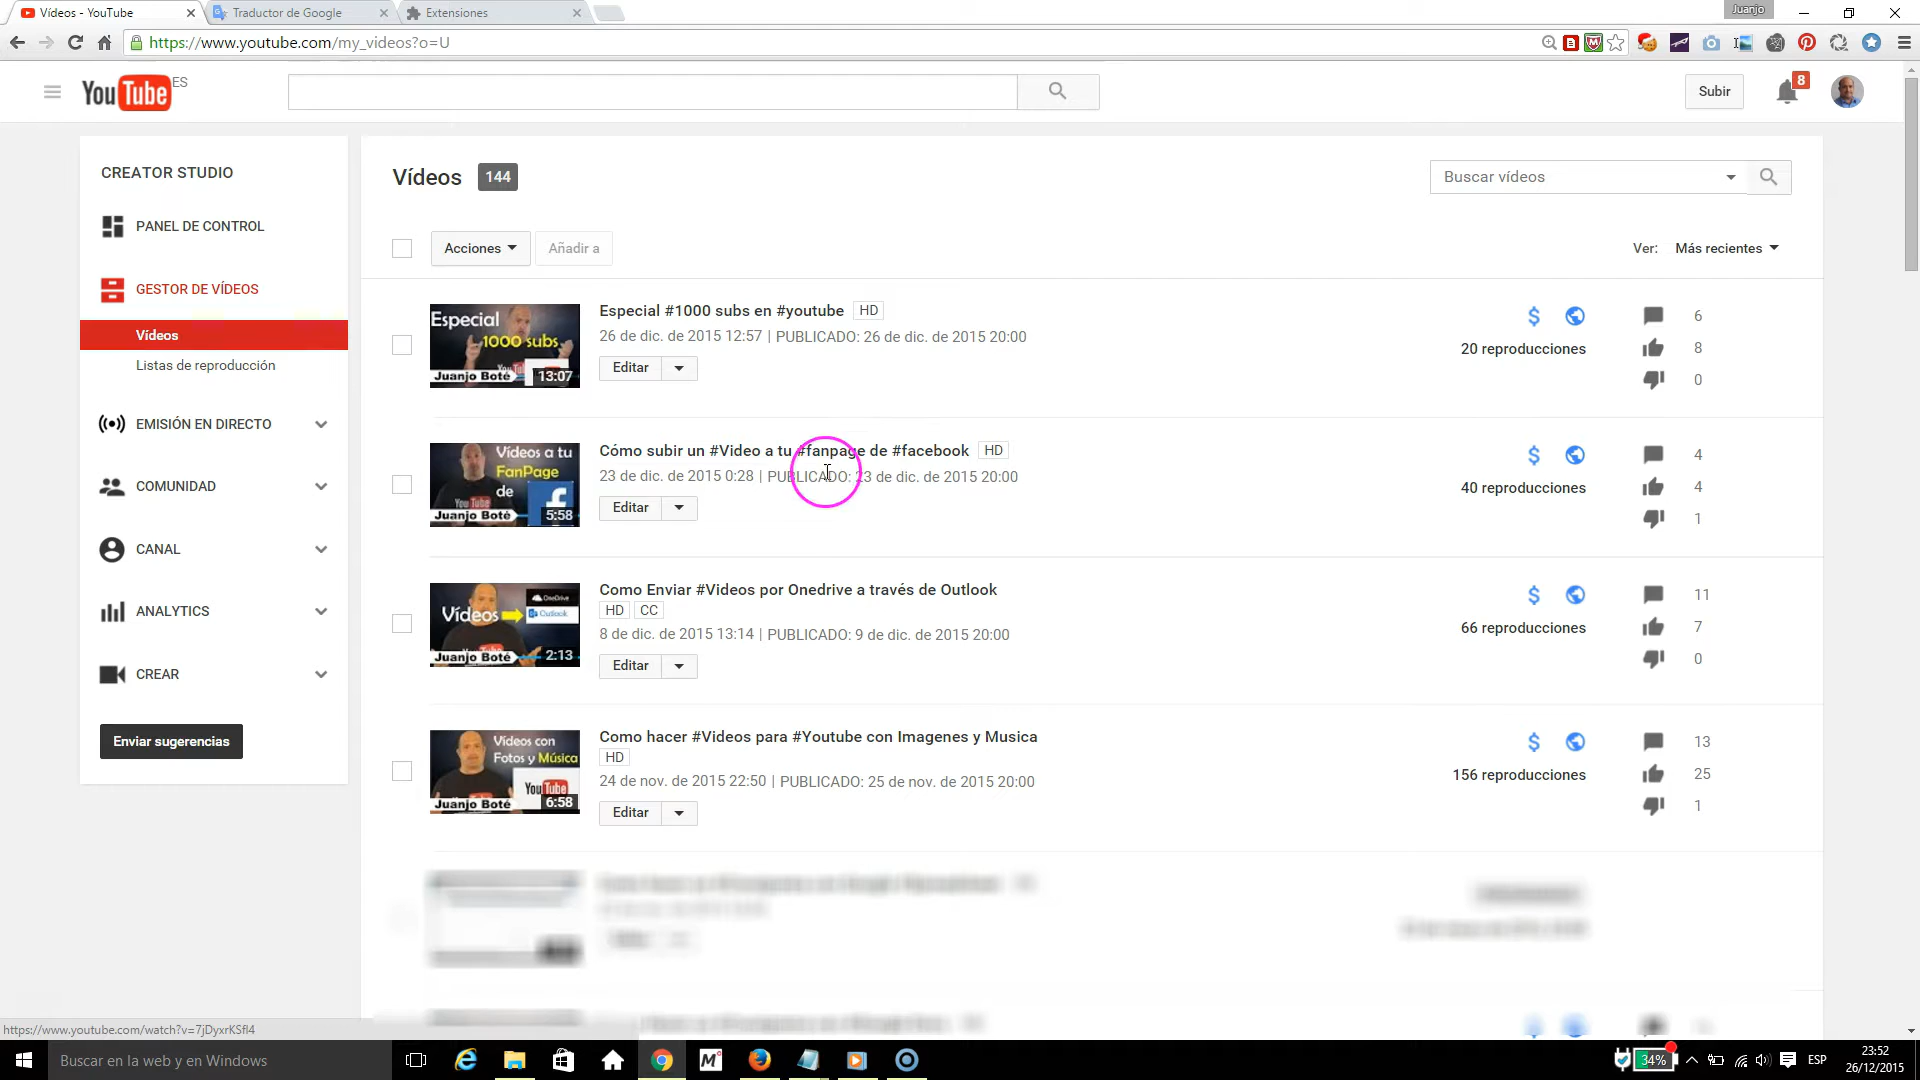 Vídeos - YouTube
Traductor de Google
Extensiones
Juanjo
https://www.youtube.com/my_videos?o=U
YouTube ES
Subir
8
CREATOR STUDIO
PANEL DE CONTROL
GESTOR DE VÍDEOS
Vídeos
Listas de reproducción
EMISIÓN EN DIRECTO
COMUNIDAD
CANAL
ANALYTICS
CREAR
Enviar sugerencias
Vídeos 144
Buscar vídeos
Acciones
Añadir a
Ver: Más recientes
Especial
1000 subs
Juanjo Boté
13:07
Especial #1000 subs en #youtube HD
26 de dic. de 2015 12:57 | PUBLICADO: 26 de dic. de 2015 20:00
Editar
20 reproducciones
6
8
0
Vídeos a tu
FanPage
de
Juanjo Boté
5:58
Cómo subir un #Video a tu #fanpage de #facebook HD
23 de dic. de 2015 0:28 | PUBLICADO: 23 de dic. de 2015 20:00
Editar
40 reproducciones
4
4
1
OneDrive
Vídeos
Outlook
Juanjo Boté
2:13
Como Enviar #Videos por Onedrive a través de Outlook
HD CC
8 de dic. de 2015 13:14 | PUBLICADO: 9 de dic. de 2015 20:00
Editar
66 reproducciones
11
7
0
Vídeos con
Fotos y Música
YouTube
Juanjo Boté
6:58
Como hacer #Videos para #Youtube con Imagenes y Musica
HD
24 de nov. de 2015 22:50 | PUBLICADO: 25 de nov. de 2015 20:00
Editar
156 reproducciones
13
25
1
https://www.youtube.com/watch?v=7jDyxrKSfI4
Buscar en la web y en Windows
34%
ESP
23:52
26/12/2015